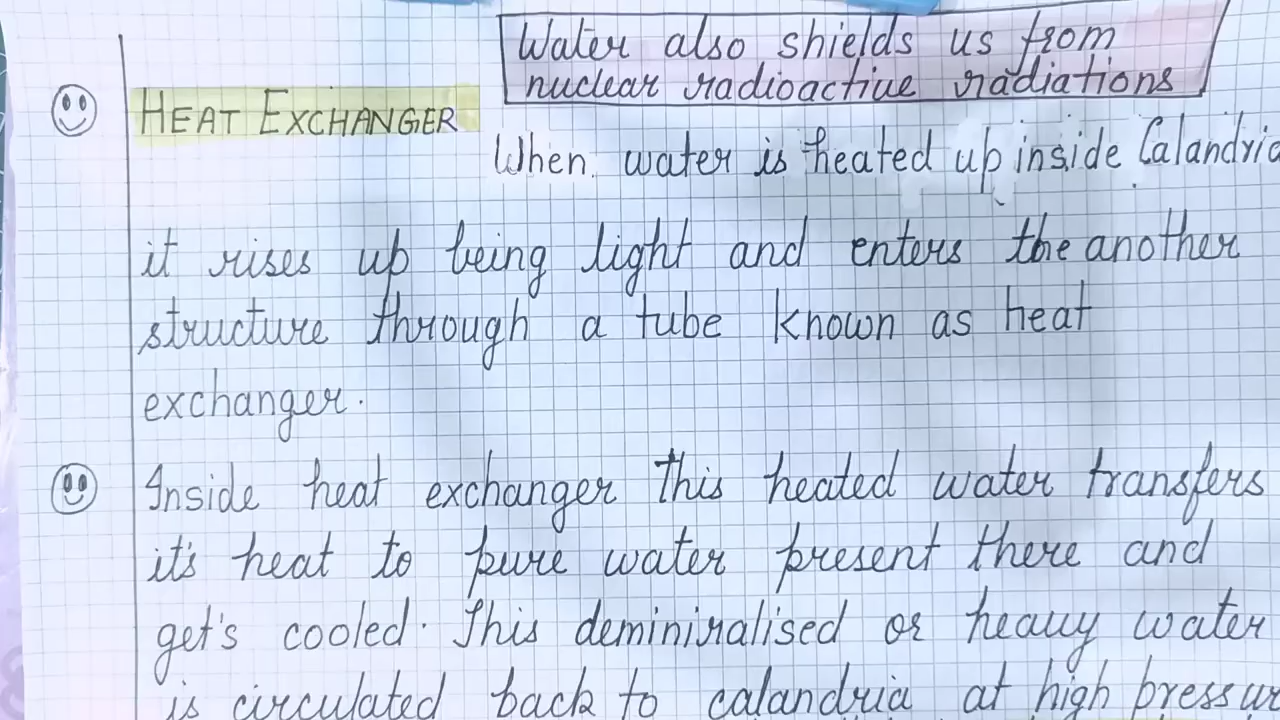 Water also shields us from
nuclear radioactive radiations
HEAT EXCHANGER
When water is heated up inside Calandria
it rises up being light and enters the another
structure through a tube known as heat
exchanger.
Inside heat exchanger this heated water transfers
it's heat to pure water present there and
get's cooled. This deminiralised or heavy water
is circulated back to calandria at high pressur